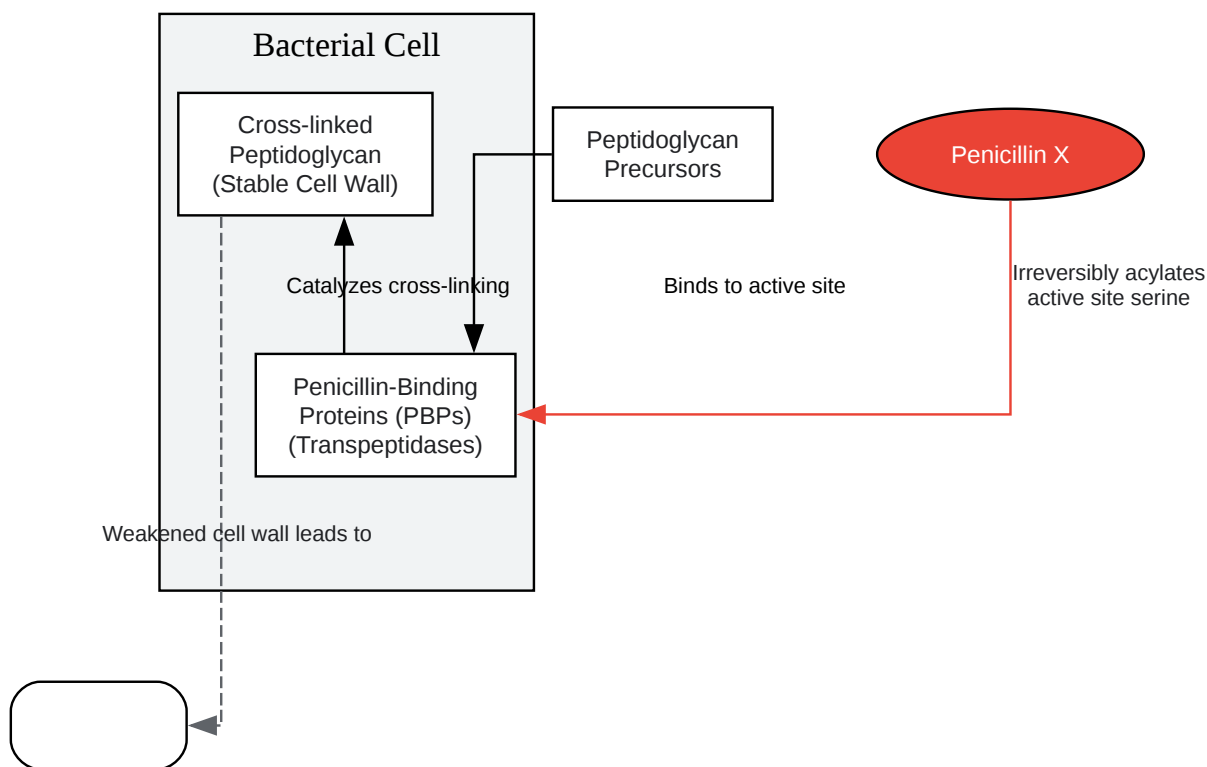 Bacterial Cell
Cross-linked
Peptidoglycan
(Stable Cell Wall)
Peptidoglycan
Precursors
Penicillin X
Catalyzes cross-linking
Binds to active site
Irreversibly acylates
active site serine
Penicillin-Binding
Proteins (PBPs)
(Transpeptidases)
Weakened cell wall leads to